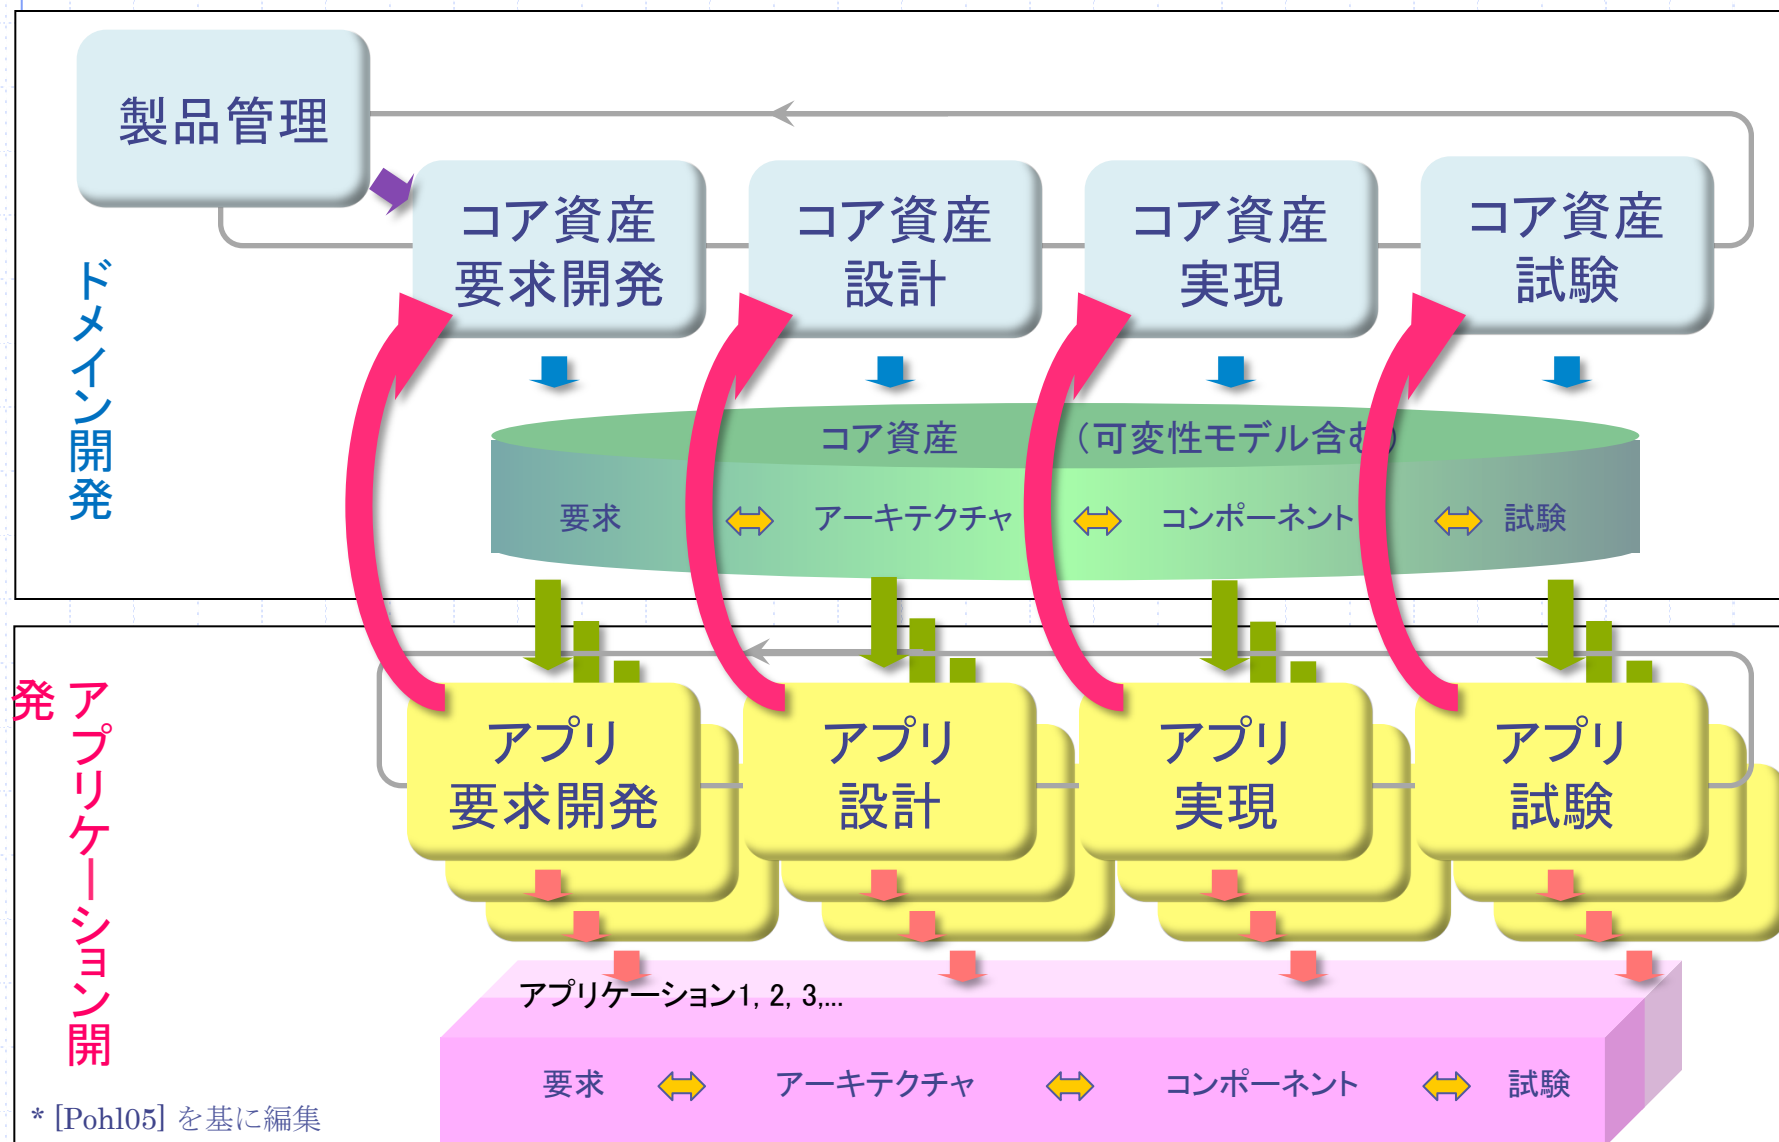 製品管理
コア資産
要求開発
コア資産
設計
コア資産
実現
コア資産
試験
ドメイン開発
コア資産 (可変性モデル含む)
要求 アーキテクチャ コンポーネント 試験
アプリケーション開
発
アプリ
要求開発
アプリ
設計
アプリ
実現
アプリ
試験
アプリケーション1, 2, 3,...
要求 アーキテクチャ コンポーネント 試験
* [Pohl05] を基に編集